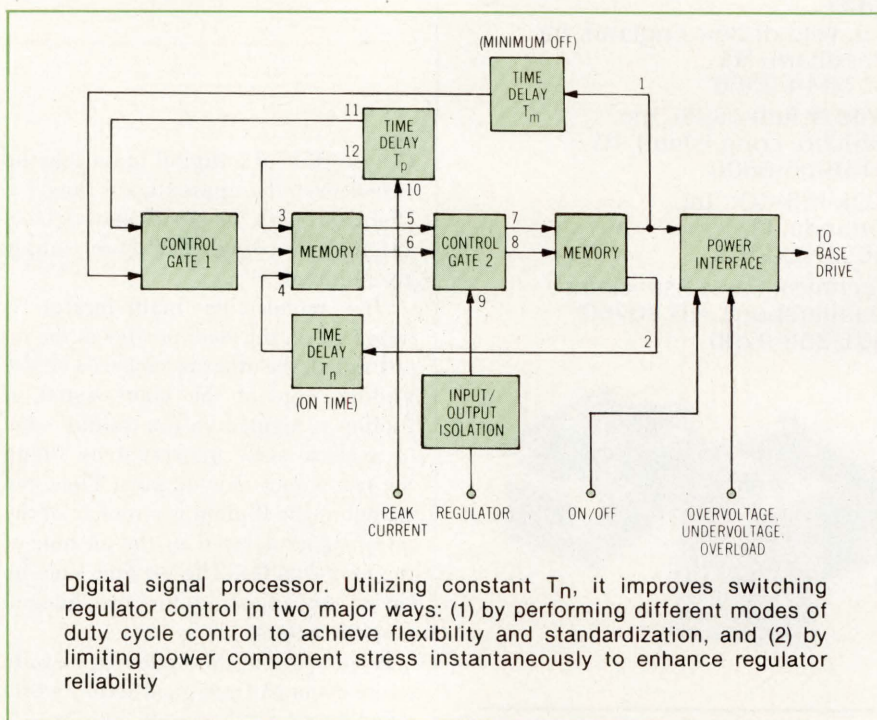 (MINIMUM OFF)
TIME
DELAY
Tm
1
11
12
TIME
DELAY
Tp
10
CONTROL
GATE 1
3
4
MEMORY
5
6
CONTROL
GATE 2
7
8
9
MEMORY
POWER
INTERFACE
TO
BASE
DRIVE
TIME
DELAY
Tn
(ON TIME)
2
INPUT/
OUTPUT
ISOLATION
PEAK
CURRENT
REGULATOR
ON/OFF
OVERVOLTAGE,
UNDERVOLTAGE,
OVERLOAD
Digital signal processor. Utilizing constant Tn, it improves switching
regulator control in two major ways: (1) by performing different modes of
duty cycle control to achieve flexibility and standardization, and (2) by
limiting power component stress instantaneously to enhance regulator
reliability